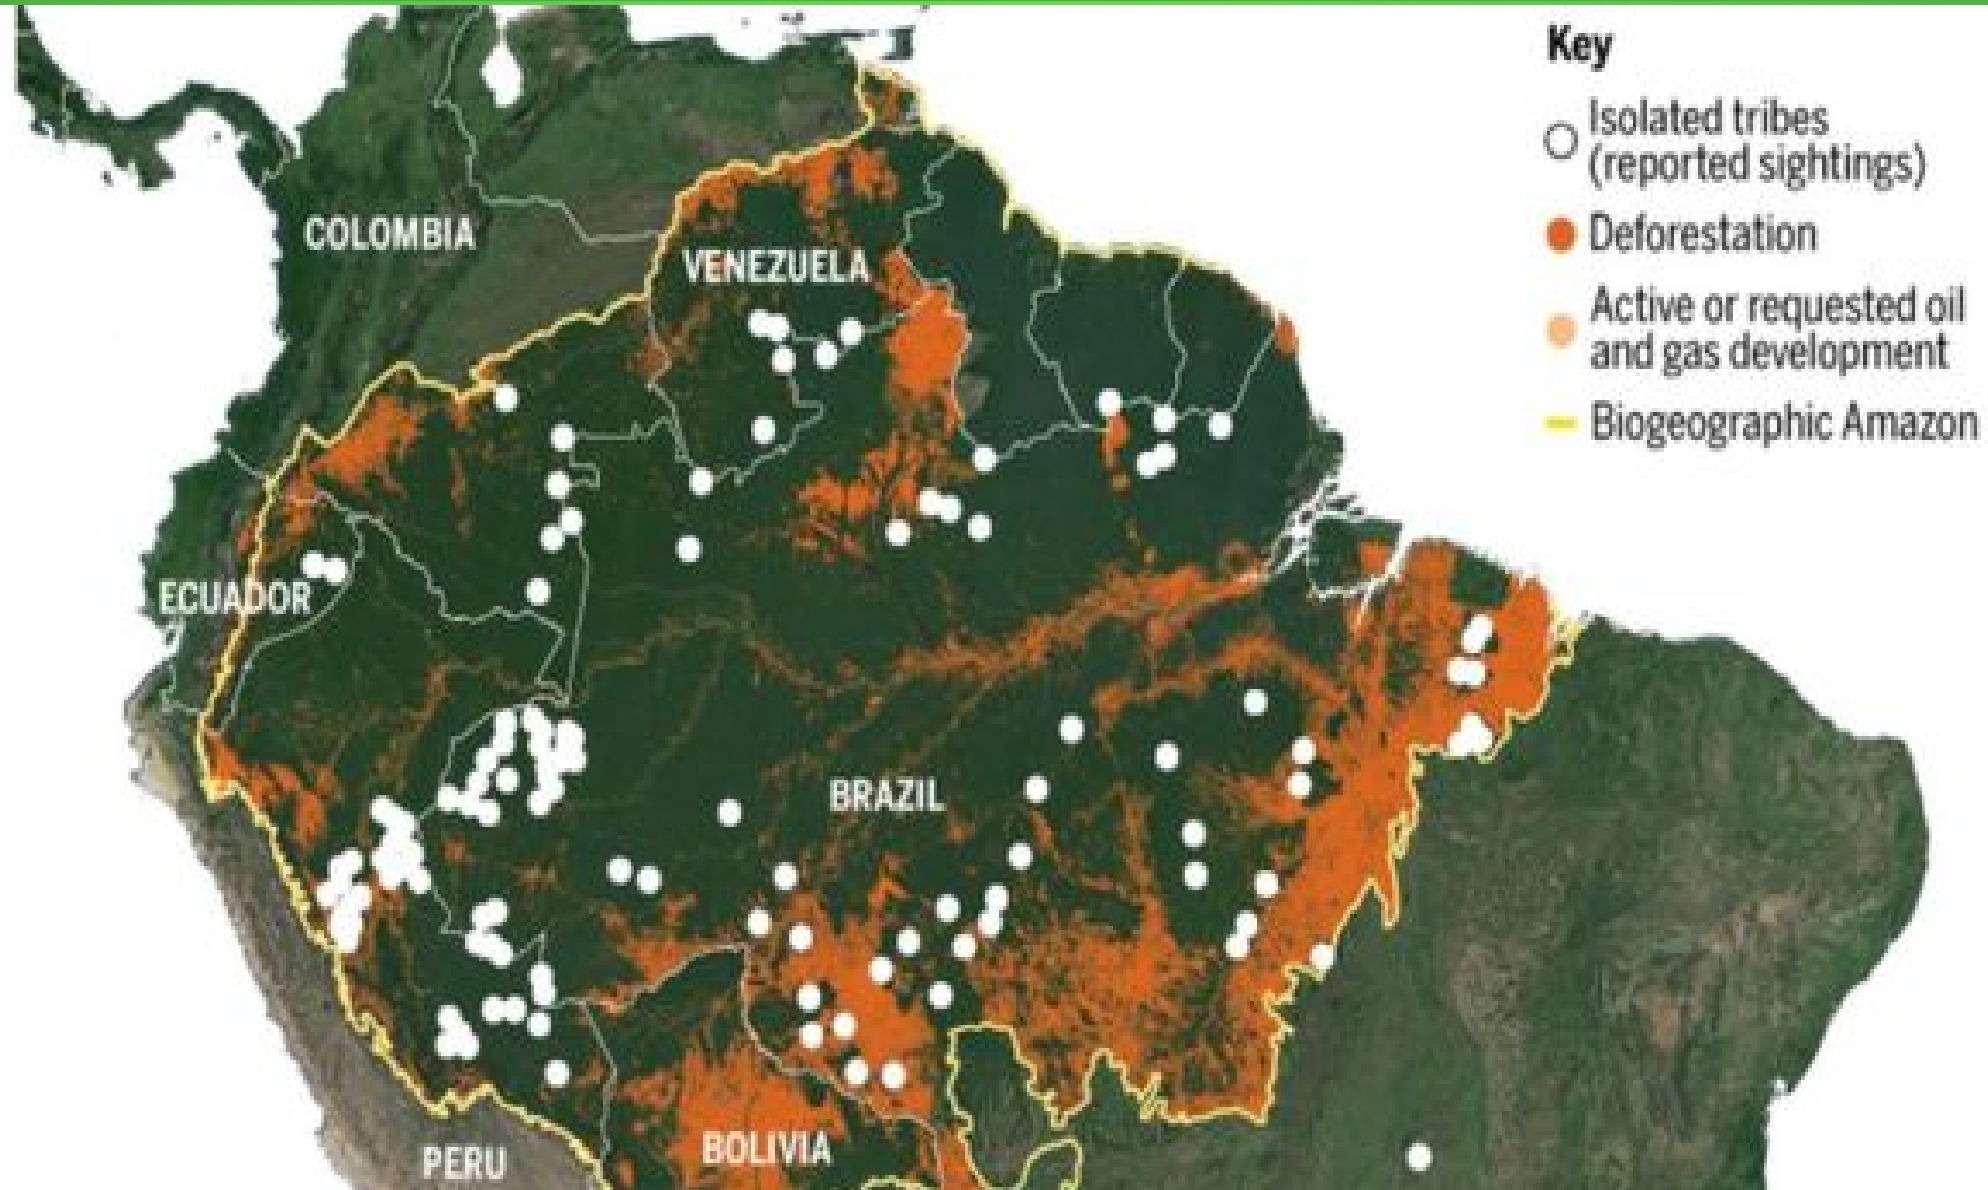 Key
Isolated tribes
(reported sightings)
Deforestation
Active or requested oil
and gas development
Biogeographic Amazon
COLOMBIA
VENEZUELA
ECUADOR
BRAZIL
PERU
BOLIVIA